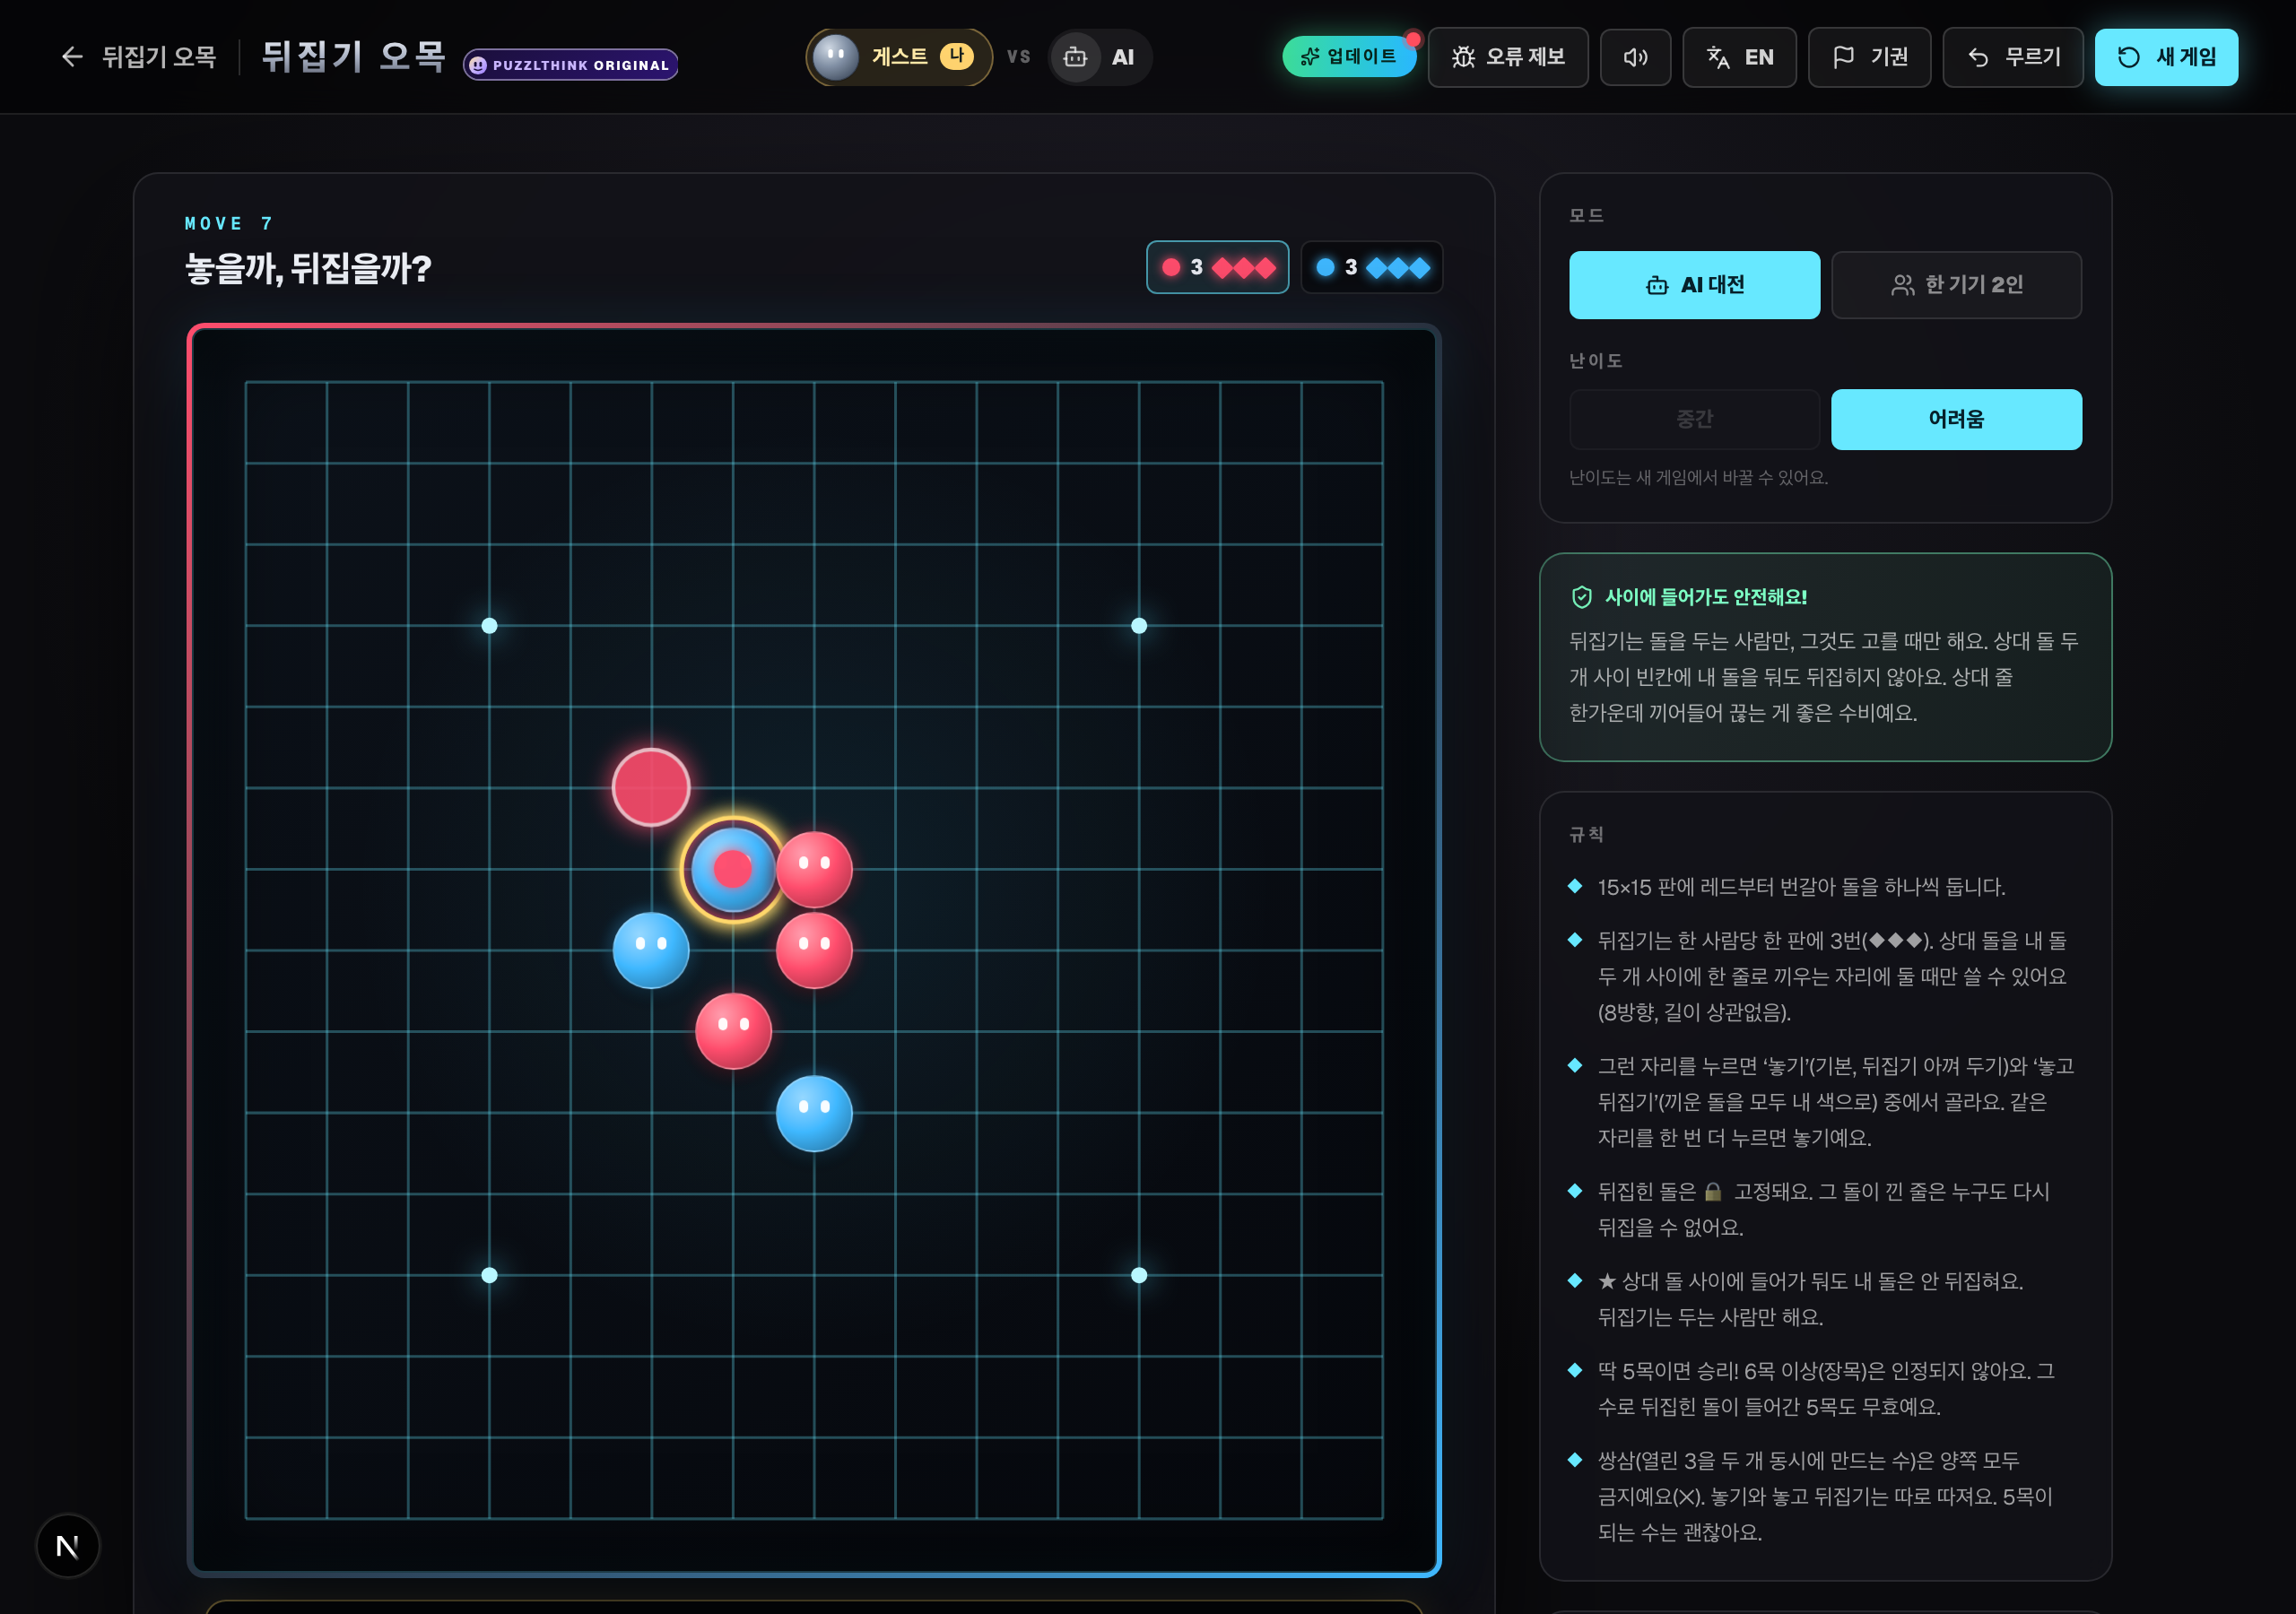 뒤집기 오목
뒤집기 오목
PUZZLTHINK ORIGINAL
게스트 나 VS AI
업데이트
오류 제보
EN
기권
무르기
새 게임
MOVE 7
놓을까, 뒤집을까?
3
3
모드
AI 대전
한 기기 2인
난이도
중간
어려움
난이도는 새 게임에서 바꿀 수 있어요.
사이에 들어가도 안전해요!
뒤집기는 돌을 두는 사람만, 그것도 고를 때만 해요. 상대 돌 두
개 사이 빈칸에 내 돌을 둬도 뒤집히지 않아요. 상대 줄
한가운데 끼어들어 끊는 게 좋은 수비예요.
규칙
15×15 판에 레드부터 번갈아 돌을 하나씩 둡니다.
뒤집기는 한 사람당 한 판에 3번(◆◆◆). 상대 돌을 내 돌
두 개 사이에 한 줄로 끼우는 자리에 둘 때만 쓸 수 있어요
(8방향, 길이 상관없음).
그런 자리를 누르면 ‘놓기’(기본, 뒤집기 아껴 두기)와 ‘놓고
뒤집기’(끼운 돌을 모두 내 색으로) 중에서 골라요. 같은
자리를 한 번 더 누르면 놓기예요.
뒤집힌 돌은 🔒 고정돼요. 그 돌이 낀 줄은 누구도 다시
뒤집을 수 없어요.
★ 상대 돌 사이에 들어가 둬도 내 돌은 안 뒤집혀요.
뒤집기는 두는 사람만 해요.
딱 5목이면 승리! 6목 이상(장목)은 인정되지 않아요. 그
수로 뒤집힌 돌이 들어간 5목도 무효예요.
쌍삼(열린 3을 두 개 동시에 만드는 수)은 양쪽 모두
금지예요(✕). 놓기와 놓고 뒤집기는 따로 따져요. 5목이
되는 수는 괜찮아요.
N